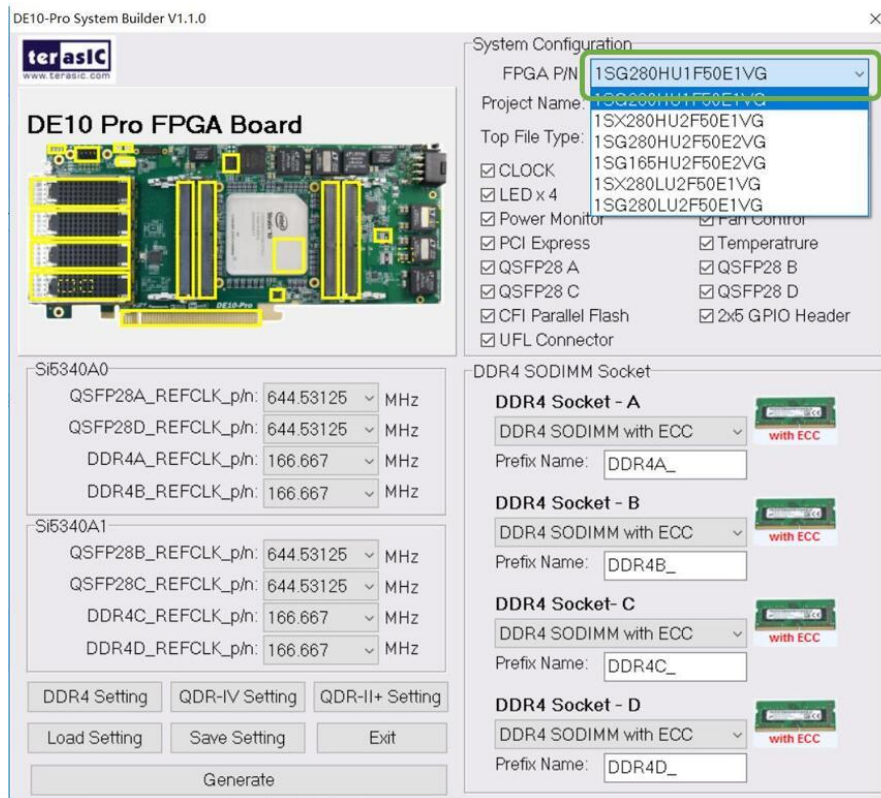 DE10-Pro System Builder V1.1.0
terasIC
www.terasic.com
DE10 Pro FPGA Board
DE10-Pro
System Configuration
FPGA P/N
1SG280HU1F50E1VG
1SG280HU1F50E1VG
1SX280HU2F50E1VG
1SG280HU2F50E2VG
1SG165HU2F50E2VG
1SX280LU2F50E1VG
1SG280LU2F50E1VG
Project Name:
Top File Type:
CLOCK
LED x 4
Power Monitor
Fan Control
PCI Express
Temperatrure
QSFP28 A
QSFP28 B
QSFP28 C
QSFP28 D
CFI Parallel Flash
2x5 GPIO Header
UFL Connector
Si5340A0
QSFP28A_REFCLK_p/n: 644.53125 MHz
QSFP28D_REFCLK_p/n: 644.53125 MHz
DDR4A_REFCLK_p/n: 166.667 MHz
DDR4B_REFCLK_p/n: 166.667 MHz
Si5340A1
QSFP28B_REFCLK_p/n: 644.53125 MHz
QSFP28C_REFCLK_p/n: 644.53125 MHz
DDR4C_REFCLK_p/n: 166.667 MHz
DDR4D_REFCLK_p/n: 166.667 MHz
DDR4 Setting
QDR-IV Setting
QDR-II+ Setting
Load Setting
Save Setting
Exit
Generate
DDR4 SODIMM Socket
DDR4 Socket - A
DDR4 SODIMM with ECC
with ECC
Prefix Name: DDR4A_
DDR4 Socket - B
DDR4 SODIMM with ECC
with ECC
Prefix Name: DDR4B_
DDR4 Socket- C
DDR4 SODIMM with ECC
with ECC
Prefix Name: DDR4C_
DDR4 Socket - D
DDR4 SODIMM with ECC
with ECC
Prefix Name: DDR4D_